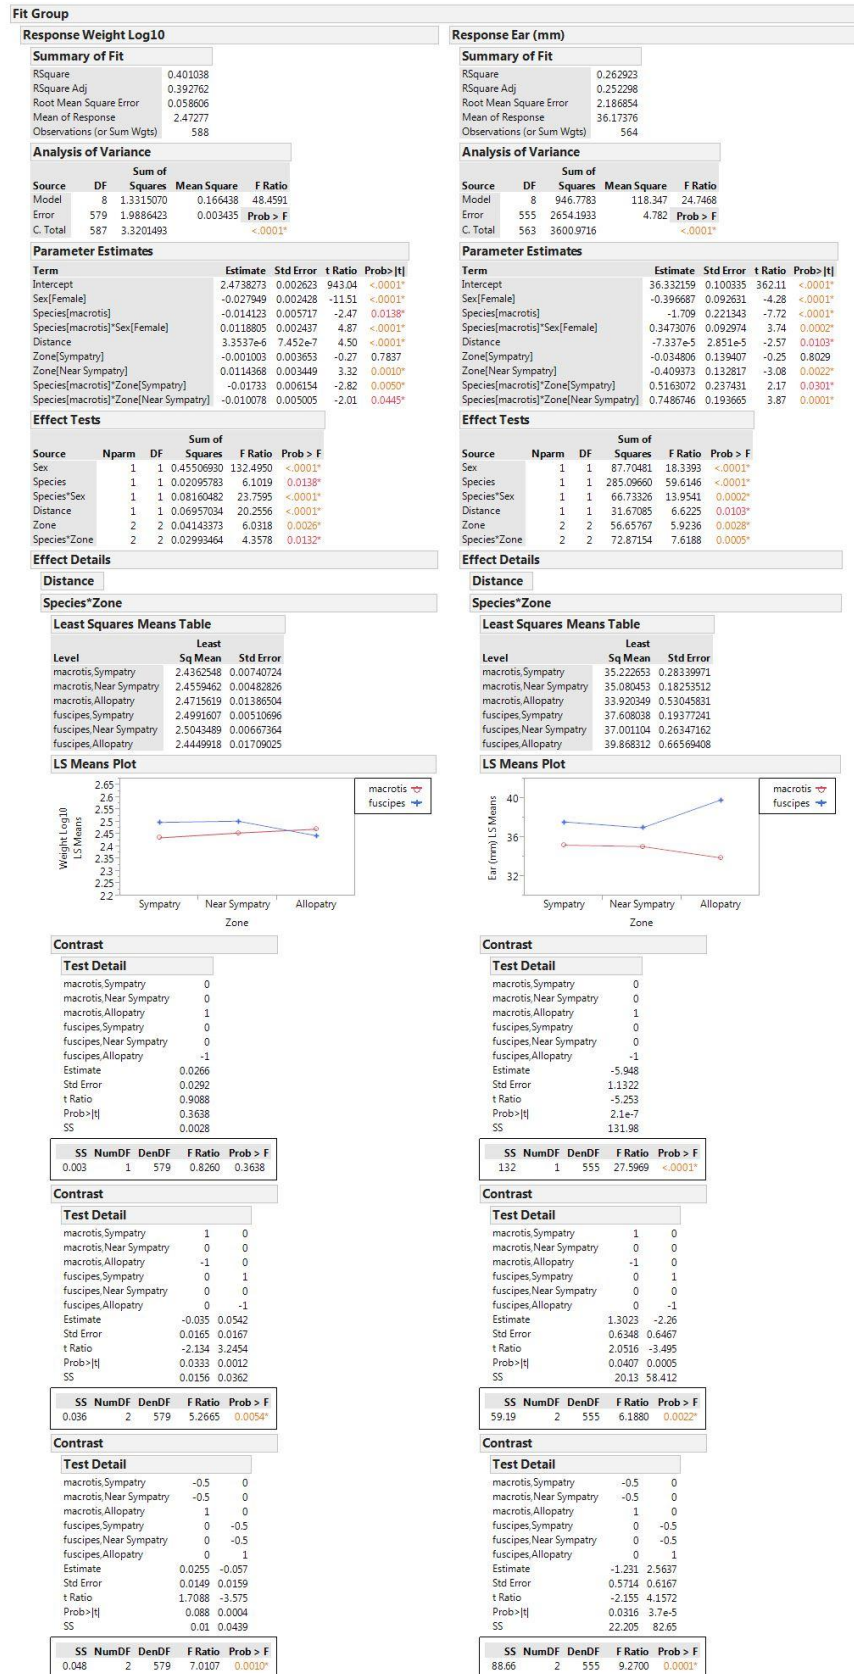 Fit Group
Response Weight Log10
Summary of Fit
RSquare 0.401038
RSquare Adj 0.392762
Root Mean Square Error 0.058606
Mean of Response 2.47277
Observations (or Sum Wgts) 588
Analysis of Variance
Sum of
Source DF Squares Mean Square F Ratio
Model 8 1.3315070 0.166438 48.4591
Error 579 1.9886423 0.003435 Prob > F
C. Total 587 3.3201493 <.0001*
Parameter Estimates
Term Estimate Std Error t Ratio Prob>|t|
Intercept 2.4738273 0.002623 943.04 <.0001*
Sex[Female] -0.027949 0.002428 -11.51 <.0001*
Species[macrotis] -0.014123 0.005717 -2.47 0.0138*
Species[macrotis]*Sex[Female] 0.0118805 0.002437 4.87 <.0001*
Distance 3.3537e-6 7.452e-7 4.50 <.0001*
Zone[Sympatry] -0.001003 0.003653 -0.27 0.7837
Zone[Near Sympatry] 0.0114368 0.003449 3.32 0.0010*
Species[macrotis]*Zone[Sympatry] -0.01733 0.006154 -2.82 0.0050*
Species[macrotis]*Zone[Near Sympatry] -0.010078 0.005005 -2.01 0.0445*
Effect Tests
Sum of
Source Nparm DF Squares F Ratio Prob > F
Sex 1 1 0.45506930 132.4950 <.0001*
Species 1 1 0.02095783 6.1019 0.0138*
Species*Sex 1 1 0.08160482 23.7595 <.0001*
Distance 1 1 0.06957034 20.2556 <.0001*
Zone 2 2 0.04143373 6.0318 0.0026*
Species*Zone 2 2 0.02993464 4.3578 0.0132*
Effect Details
Distance
Species*Zone
Least Squares Means Table
Least
Level Sq Mean Std Error
macrotis,Sympatry 2.4362548 0.00740724
macrotis,Near Sympatry 2.4559462 0.00482826
macrotis,Allopatry 2.4715619 0.01386504
fuscipes,Sympatry 2.4991607 0.00510696
fuscipes,Near Sympatry 2.5043489 0.00667364
fuscipes,Allopatry 2.4449918 0.01709025
LS Means Plot
Weight Log10
LS Means
2.65
2.6
2.55
2.5
2.45
2.4
2.35
2.3
2.25
2.2
Sympatry Near Sympatry Allopatry
Zone
macrotis
fuscipes
Contrast
Test Detail
macrotis,Sympatry 0
macrotis,Near Sympatry 0
macrotis,Allopatry 1
fuscipes,Sympatry 0
fuscipes,Near Sympatry 0
fuscipes,Allopatry -1
Estimate 0.0266
Std Error 0.0292
t Ratio 0.9088
Prob>|t| 0.3638
SS 0.0028
SS NumDF DenDF F Ratio Prob > F
0.003 1 579 0.8260 0.3638
Contrast
Test Detail
macrotis,Sympatry 1 0
macrotis,Near Sympatry 0 0
macrotis,Allopatry -1 0
fuscipes,Sympatry 0 1
fuscipes,Near Sympatry 0 0
fuscipes,Allopatry 0 -1
Estimate -0.035 0.0542
Std Error 0.0165 0.0167
t Ratio -2.134 3.2454
Prob>|t| 0.0333 0.0012
SS 0.0156 0.0362
SS NumDF DenDF F Ratio Prob > F
0.036 2 579 5.2665 0.0054*
Contrast
Test Detail
macrotis,Sympatry -0.5 0
macrotis,Near Sympatry -0.5 0
macrotis,Allopatry 1 0
fuscipes,Sympatry 0 -0.5
fuscipes,Near Sympatry 0 -0.5
fuscipes,Allopatry 0 1
Estimate 0.0255 -0.057
Std Error 0.0149 0.0159
t Ratio 1.7088 -3.575
Prob>|t| 0.088 0.0004
SS 0.01 0.0439
SS NumDF DenDF F Ratio Prob > F
0.048 2 579 7.0107 0.0010*
Response Ear (mm)
Summary of Fit
RSquare 0.262923
RSquare Adj 0.252298
Root Mean Square Error 2.186854
Mean of Response 36.17376
Observations (or Sum Wgts) 564
Analysis of Variance
Sum of
Source DF Squares Mean Square F Ratio
Model 8 946.7783 118.347 24.7468
Error 555 2654.1933 4.782 Prob > F
C. Total 563 3600.9716 <.0001*
Parameter Estimates
Term Estimate Std Error t Ratio Prob>|t|
Intercept 36.332159 0.100335 362.11 <.0001*
Sex[Female] -0.396687 0.092631 -4.28 <.0001*
Species[macrotis] -1.709 0.221343 -7.72 <.0001*
Species[macrotis]*Sex[Female] 0.3473076 0.092974 3.74 0.0002*
Distance -7.337e-5 2.851e-5 -2.57 0.0103*
Zone[Sympatry] -0.034806 0.139407 -0.25 0.8029
Zone[Near Sympatry] -0.409373 0.132817 -3.08 0.0022*
Species[macrotis]*Zone[Sympatry] 0.5163072 0.237431 2.17 0.0301*
Species[macrotis]*Zone[Near Sympatry] 0.7486746 0.193665 3.87 0.0001*
Effect Tests
Sum of
Source Nparm DF Squares F Ratio Prob > F
Sex 1 1 87.70481 18.3393 <.0001*
Species 1 1 285.09660 59.6146 <.0001*
Species*Sex 1 1 66.73326 13.9541 0.0002*
Distance 1 1 31.67085 6.6225 0.0103*
Zone 2 2 56.65767 5.9236 0.0028*
Species*Zone 2 2 72.87154 7.6188 0.0005*
Effect Details
Distance
Species*Zone
Least Squares Means Table
Least
Level Sq Mean Std Error
macrotis,Sympatry 35.222653 0.28339971
macrotis,Near Sympatry 35.080453 0.18253512
macrotis,Allopatry 33.920349 0.53045831
fuscipes,Sympatry 37.608038 0.19377241
fuscipes,Near Sympatry 37.001104 0.26347162
fuscipes,Allopatry 39.868312 0.66569408
LS Means Plot
Ear (mm) LS Means
40
36
32
Sympatry Near Sympatry Allopatry
Zone
macrotis
fuscipes
Contrast
Test Detail
macrotis,Sympatry 0
macrotis,Near Sympatry 0
macrotis,Allopatry 1
fuscipes,Sympatry 0
fuscipes,Near Sympatry 0
fuscipes,Allopatry -1
Estimate -5.948
Std Error 1.1322
t Ratio -5.253
Prob>|t| 2.1e-7
SS 131.98
SS NumDF DenDF F Ratio Prob > F
132 1 555 27.5969 <.0001*
Contrast
Test Detail
macrotis,Sympatry 1 0
macrotis,Near Sympatry 0 0
macrotis,Allopatry -1 0
fuscipes,Sympatry 0 1
fuscipes,Near Sympatry 0 0
fuscipes,Allopatry 0 -1
Estimate 1.3023 -2.26
Std Error 0.6348 0.6467
t Ratio 2.0516 -3.495
Prob>|t| 0.0407 0.0005
SS 20.13 58.412
SS NumDF DenDF F Ratio Prob > F
59.19 2 555 6.1880 0.0022*
Contrast
Test Detail
macrotis,Sympatry -0.5 0
macrotis,Near Sympatry -0.5 0
macrotis,Allopatry 1 0
fuscipes,Sympatry 0 -0.5
fuscipes,Near Sympatry 0 -0.5
fuscipes,Allopatry 0 1
Estimate -1.231 2.5637
Std Error 0.5714 0.6167
t Ratio -2.155 4.1572
Prob>|t| 0.0316 3.7e-5
SS 22.205 82.65
SS NumDF DenDF F Ratio Prob > F
88.66 2 555 9.2700 0.0001*